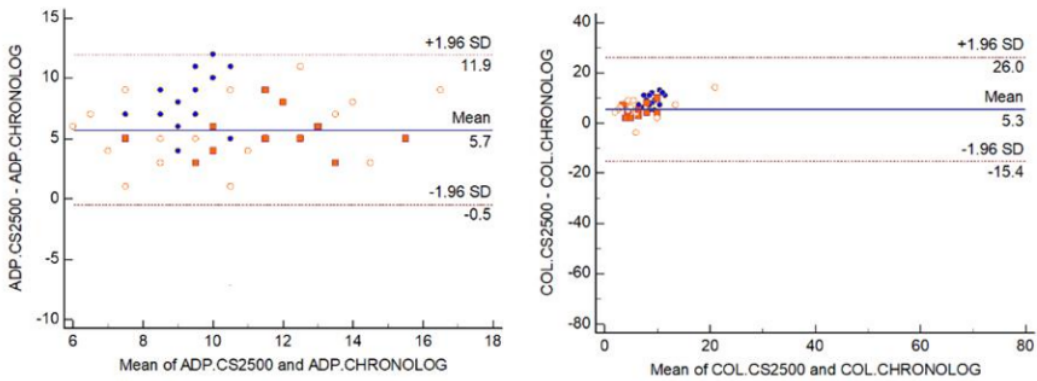 ADP.CS2500 - ADP.CHRONOLOG
15
10
5
0
-5
-10
+1.96 SD
11.9
Mean
5.7
-1.96 SD
-0.5
6 8 10 12 14 16 18
Mean of ADP.CS2500 and ADP.CHRONOLOG
COL.CS2500 - COL.CHRONOLOG
40
20
0
-20
-40
-60
-80
+1.96 SD
26.0
Mean
5.3
-1.96 SD
-15.4
0 20 40 60 80
Mean of COL.CS2500 and COL.CHRONOLOG